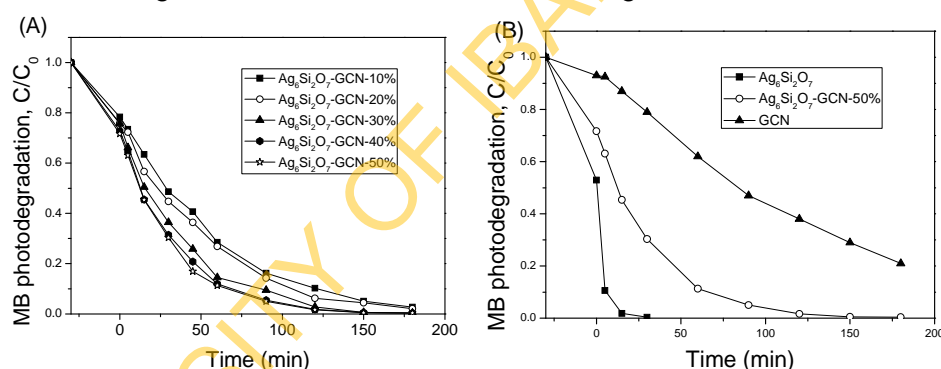 (A)
MB photodegradation, C/C₀
1.0
0.8
0.6
0.4
0.2
0.0
Ag₆Si₂O₇-GCN-10%
Ag₆Si₂O₇-GCN-20%
Ag₆Si₂O₇-GCN-30%
Ag₆Si₂O₇-GCN-40%
Ag₆Si₂O₇-GCN-50%
0 50 100 150 200
Time (min)
(B)
MB photodegradation, C/C₀
1.0
0.8
0.6
0.4
0.2
0.0
Ag₆Si₂O₇
Ag₆Si₂O₇-GCN-50%
GCN
0 50 100 150 200
Time (min)
CITY OF IBA